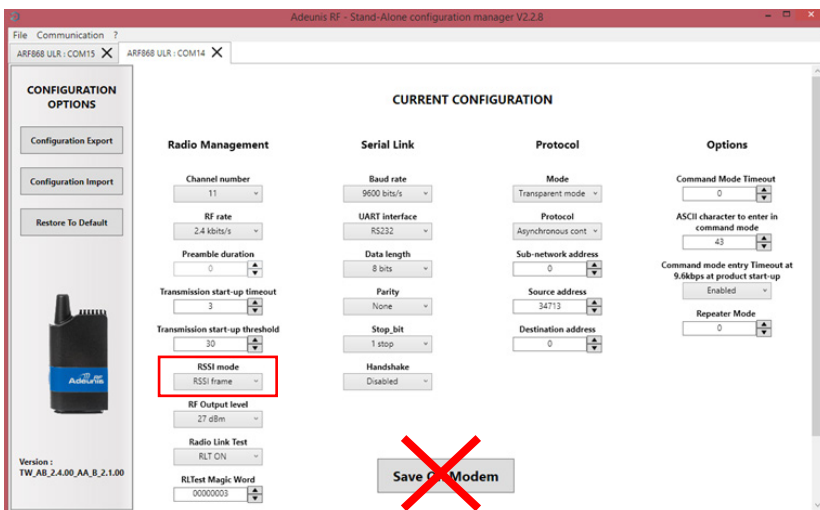 Adeunis RF - Stand-Alone configuration manager V2.2.8
File Communication ?
ARF868 ULR : COM15 X
ARF868 ULR : COM14 X
CONFIGURATION
OPTIONS
Configuration Export
Configuration Import
Restore To Default
Adeunis RF
Version :
TW_AB_2.4.00_AA_B_2.1.00
CURRENT CONFIGURATION
Radio Management
Channel number
11
RF rate
2.4 kbits/s
Preamble duration
0
Transmission start-up timeout
3
Transmission start-up threshold
30
RSSI mode
RSSI frame
RF Output level
27 dBm
Radio Link Test
RLT ON
RLTest Magic Word
00000003
Serial Link
Baud rate
9600 bits/s
UART interface
RS232
Data length
8 bits
Parity
None
Stop_bit
1 stop
Handshake
Disabled
Protocol
Mode
Transparent mode
Protocol
Asynchronous cont
Sub-network address
0
Source address
34713
Destination address
0
Options
Command Mode Timeout
0
ASCII character to enter in
command mode
43
Command mode entry Timeout at
9.6kbps at product start-up
Enabled
Repeater Mode
0
Save On Modem